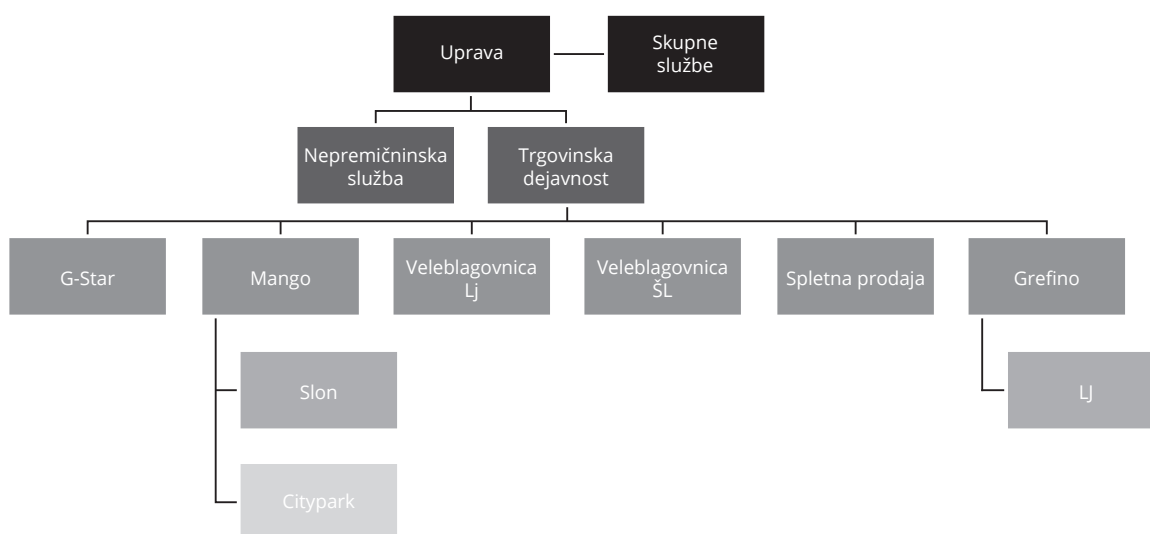 Uprava
Skupne
službe
Nepremičninska
služba
Trgovinska
dejavnost
G-Star
Mango
Veleblagovnica
Lj
Veleblagovnica
ŠL
Spletna prodaja
Grefino
Slon
LJ
Citypark